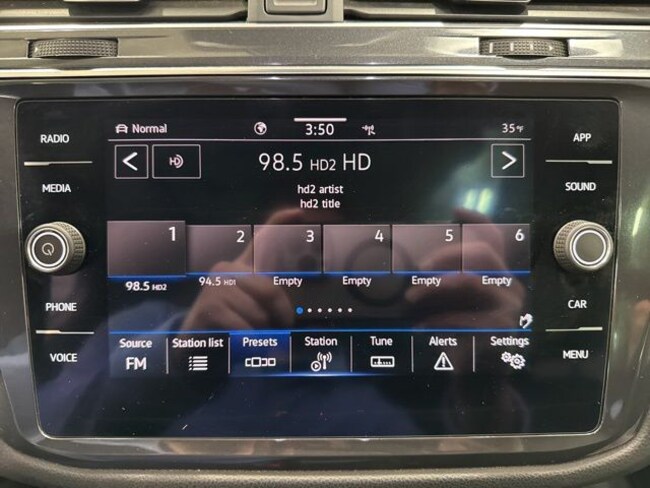 RADIO
MEDIA
PHONE
VOICE
Normal
3:50
35°F
HD
98.5 HD2 HD
hd2 artist
hd2 title
1 2 3 4 5 6
98.5 HD2 94.5 HD1 Empty Empty Empty Empty
Source Station list Presets Station Tune Alerts Settings
FM
APP
SOUND
CAR
MENU